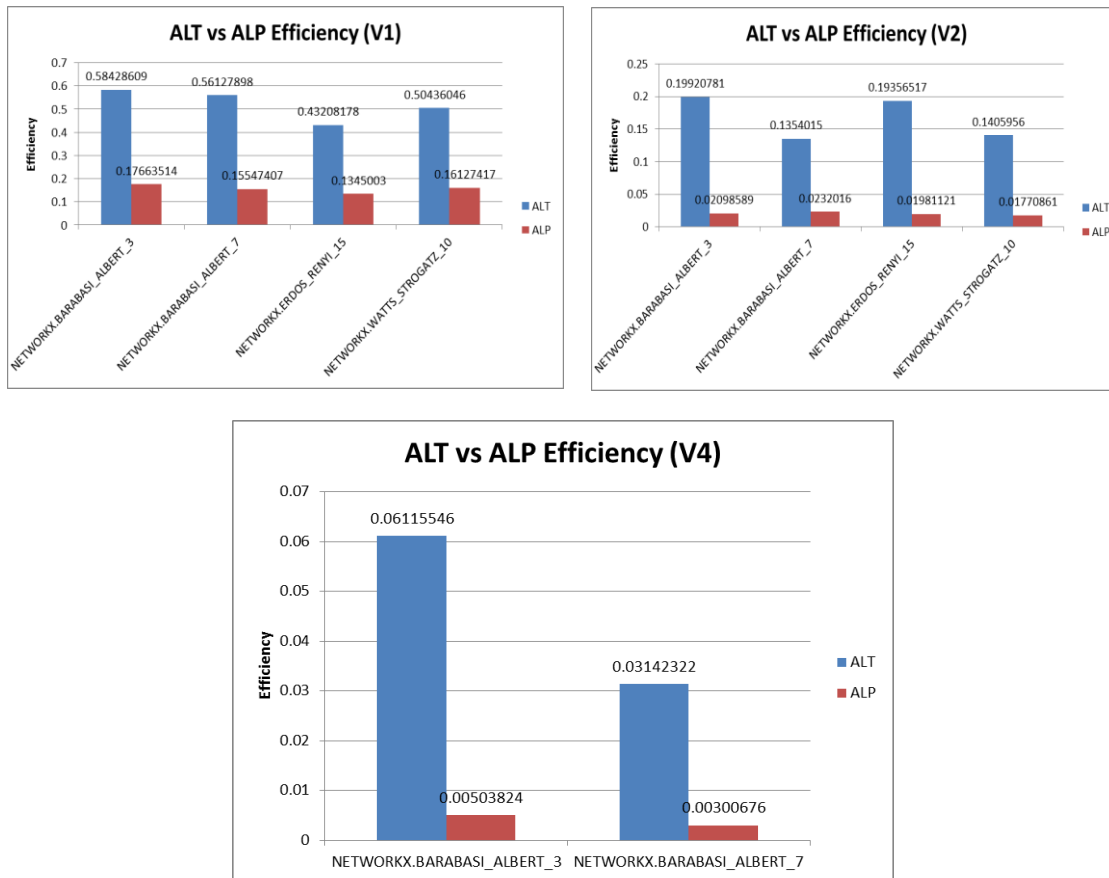 ALT vs ALP Efficiency (V1)
0.7
0.6
0.5
0.4
0.3
0.2
0.1
0
Efficiency
0.58428609
0.17663514
0.56127898
0.15547407
0.43208178
0.1345003
0.50436046
0.16127417
ALT
ALP
NETWORKX.BARABASI_ALBERT_3
NETWORKX.BARABASI_ALBERT_7
NETWORKX.ERDOS_RENYI_15
NETWORKX.WATTS_STROGATZ_10
ALT vs ALP Efficiency (V2)
0.25
0.2
0.15
0.1
0.05
0
Efficiency
0.19920781
0.02098589
0.1354015
0.0232016
0.19356517
0.01981121
0.1405956
0.01770861
ALT
ALP
NETWORKX.BARABASI_ALBERT_3
NETWORKX.BARABASI_ALBERT_7
NETWORKX.ERDOS_RENYI_15
NETWORKX.WATTS_STROGATZ_10
ALT vs ALP Efficiency (V4)
0.07
0.06
0.05
0.04
0.03
0.02
0.01
0
Efficiency
0.06115546
0.00503824
0.03142322
0.00300676
ALT
ALP
NETWORKX.BARABASI_ALBERT_3
NETWORKX.BARABASI_ALBERT_7